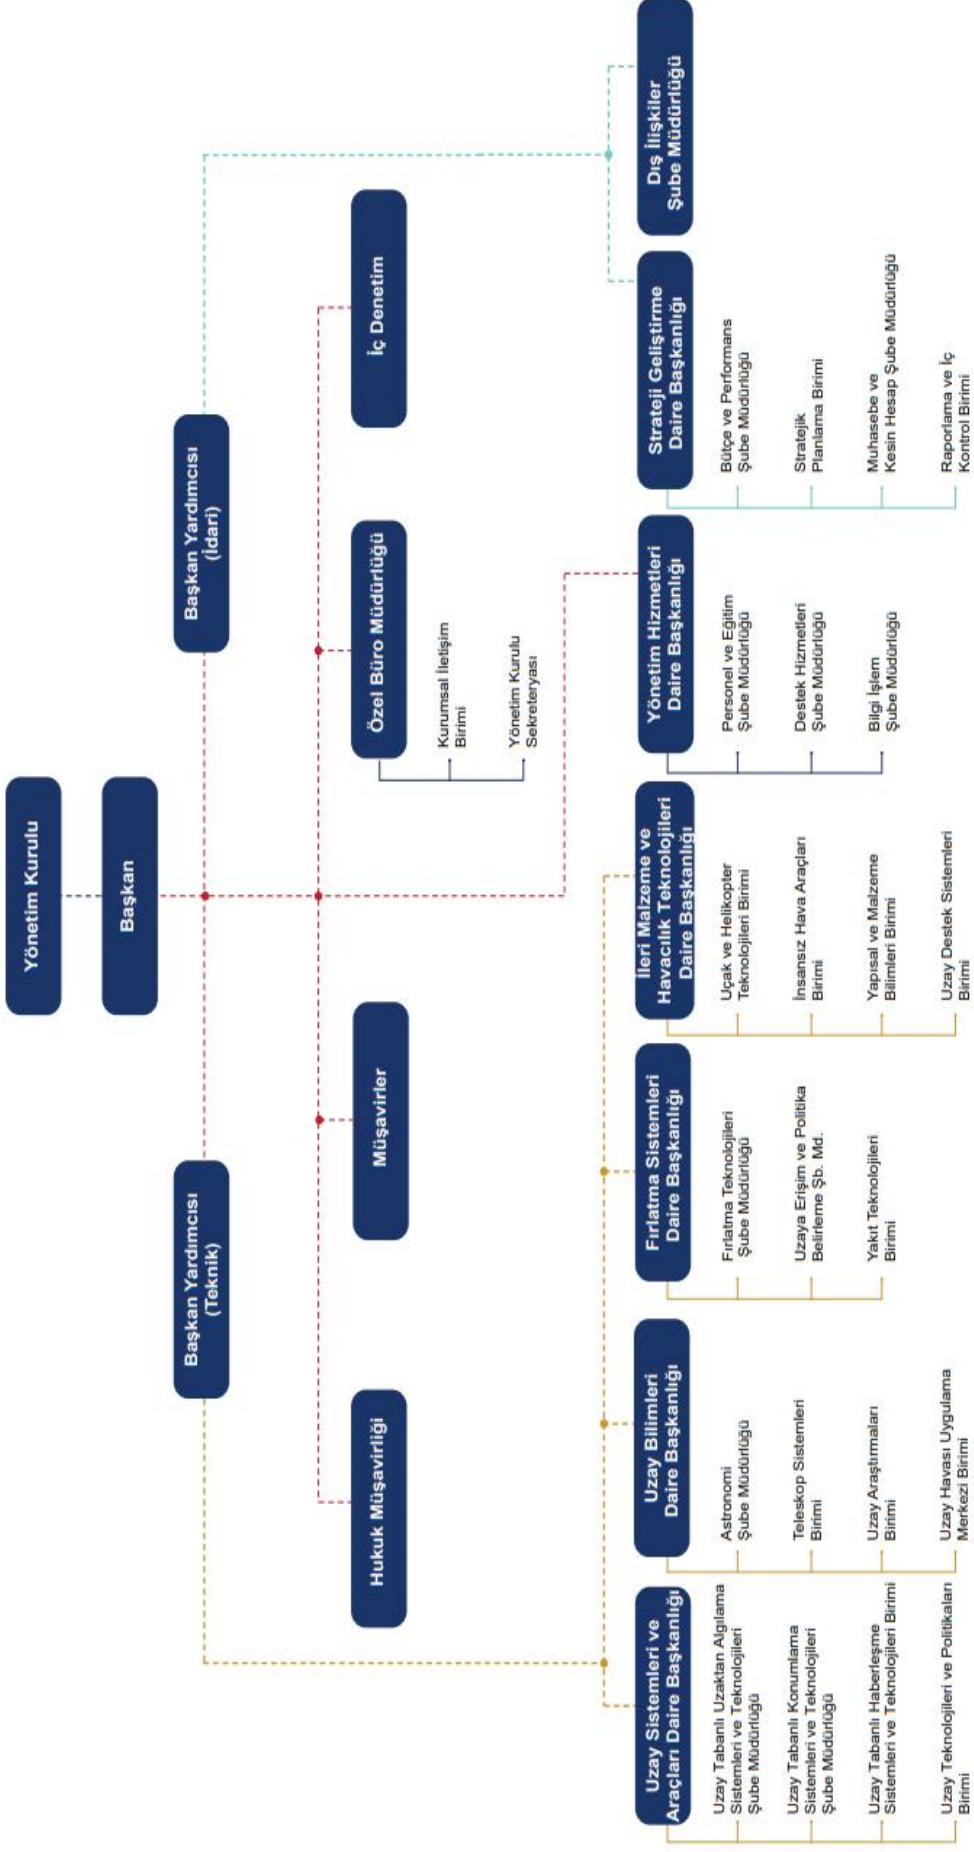 Yönetim Kurulu
Başkan
Başkan Yardımcısı
(Teknik)
Başkan Yardımcısı
(İdari)
Hukuk Müşavirliği
Müşavirler
Özel Büro Müdürlüğü
Kurumsal İletişim
Birimi
Yönetim Kurulu
Sekreteryası
İç Denetim
Uzay Sistemleri ve
Araçları Daire Başkanlığı
Uzay Tabanlı Uzaktan Algılama
Sistemleri ve Teknolojileri
Şube Müdürlüğü
Uzay Tabanlı Konumlama
Sistemleri ve Teknolojileri
Şube Müdürlüğü
Uzay Tabanlı Haberleşme
Sistemleri ve Teknolojileri Birimi
Uzay Teknolojileri ve Politikaları
Birimi
Uzay Bilimleri
Daire Başkanlığı
Astronomi
Şube Müdürlüğü
Teleskop Sistemleri
Birimi
Uzay Araştırmaları
Birimi
Uzay Havası Uygulama
Merkezi Birimi
Fırlatma Sistemleri
Daire Başkanlığı
Fırlatma Teknolojileri
Şube Müdürlüğü
Uzaya Erişim ve Politika
Belirleme Şb. Md.
Yakıt Teknolojileri
Birimi
İleri Malzeme ve
Havacılık Teknolojileri
Daire Başkanlığı
Uçak ve Helikopter
Teknolojileri Birimi
İnsansız Hava Araçları
Birimi
Yapısal ve Malzeme
Bilimleri Birimi
Uzay Destek Sistemleri
Birimi
Yönetim Hizmetleri
Daire Başkanlığı
Personel ve Eğitim
Şube Müdürlüğü
Destek Hizmetleri
Şube Müdürlüğü
Bilgi İşlem
Şube Müdürlüğü
Strateji Geliştirme
Daire Başkanlığı
Bütçe ve Performans
Şube Müdürlüğü
Stratejik
Planlama Birimi
Muhasebe ve
Kesin Hesap Şube Müdürlüğü
Raporlama ve İç
Kontrol Birimi
Dış İlişkiler
Şube Müdürlüğü